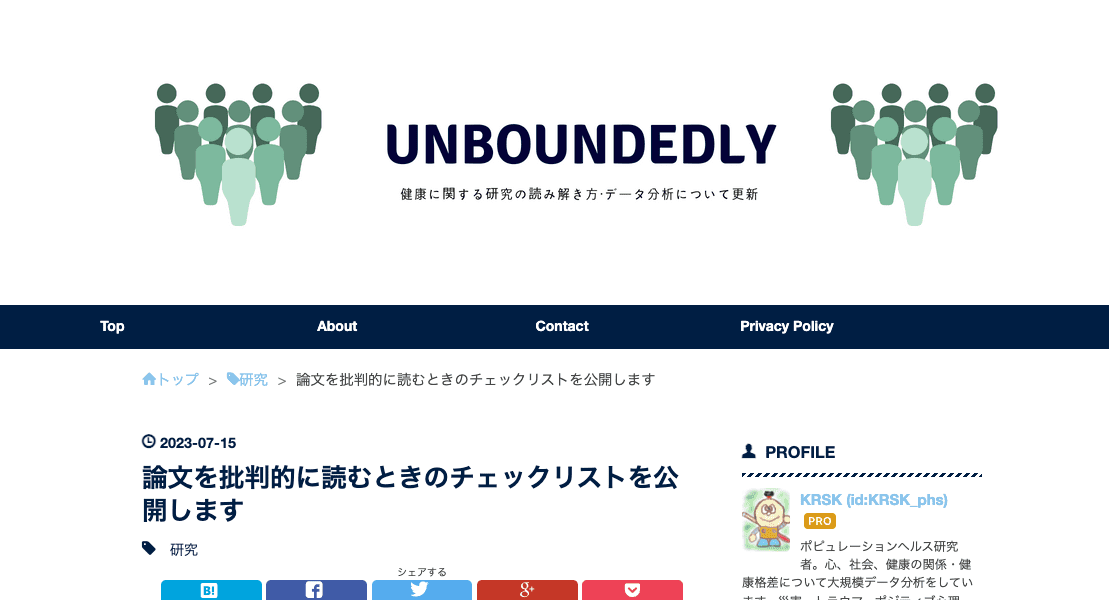 UNBOUNDEDLY
健康に関する研究の読み解き方·データ分析について更新
Top About Contact Privacy Policy
トップ > 研究 > 論文を批判的に読むときのチェックリストを公開します
2023-07-15
論文を批判的に読むときのチェックリストを公
開します
研究
シェアする
B!
PROFILE
KRSK (id:KRSK_phs)
PRO
ポピュレーションヘルス研究
者。心、社会、健康の関係・健
康格差について大規模データ分析をしてい